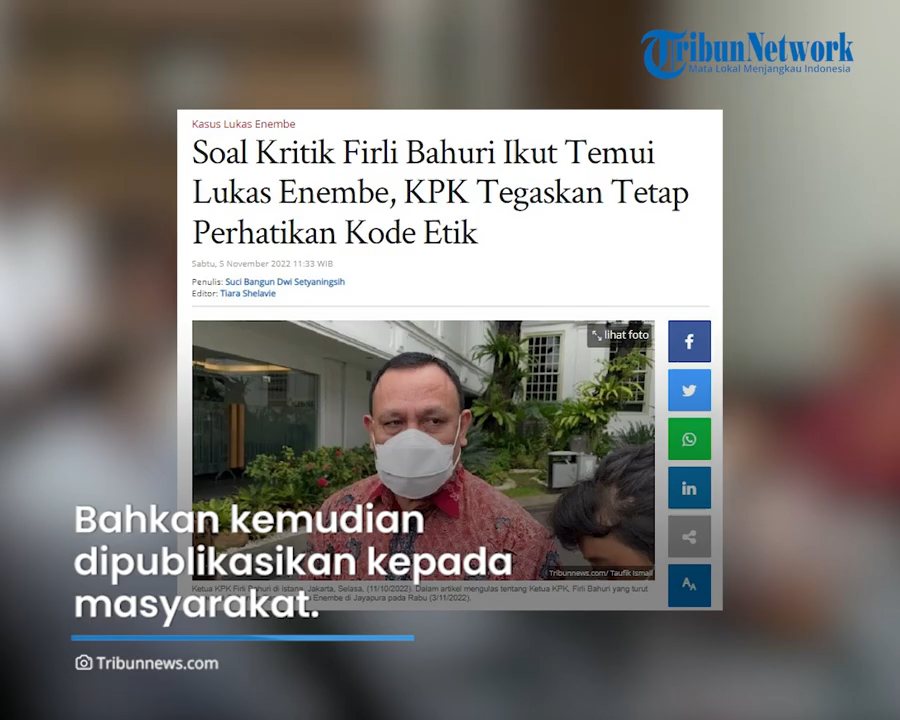 Tribun Network
Mata Lokal Menjangkau Indonesia
Kasus Lukas Enembe
Soal Kritik Firli Bahuri Ikut Temui
Lukas Enembe, KPK Tegaskan Tetap
Perhatikan Kode Etik
Sabtu, 5 November 2022 11:33 WIB
Penulis: Suci Bangun Dwi Setyaningsih
Editor: Tiara Shelavie
lihat foto
Tribunnews.com/ Taufik Ismail
Ketua KPK Firli Bahuri di Istana, Jakarta, Selasa, (11/10/2022). Dalam artikel mengulas tentang Ketua KPK, Firli Bahuri yang turut
Enembe di Jayapura pada Rabu (3/11/2022).
Bahkan kemudian
dipublikasikan kepada
masyarakat.
Tribunnews.com